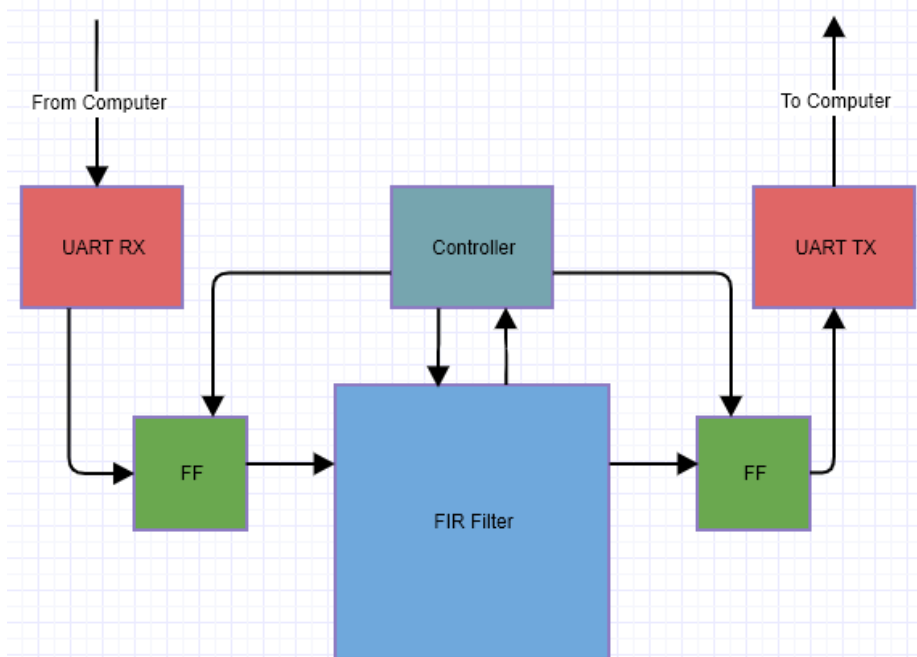 From Computer
To Computer
UART RX
Controller
UART TX
FF
FF
FIR Filter